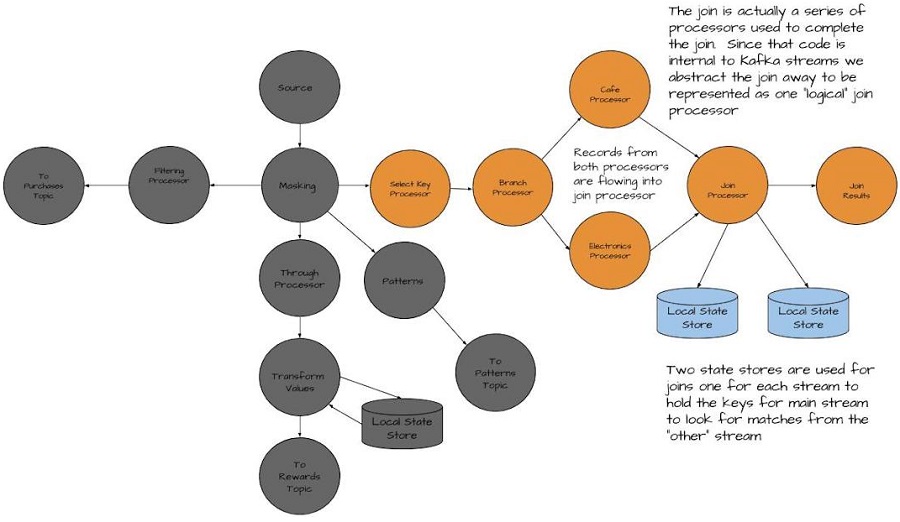 The join is actually a series of
processors used to complete
the join. Since that code is
internal to Kafka streams we
abstract the join away to be
represented as one "logical" join
processor
Source
Cafe
Processor
To
Purchases
Topic
Filtering
Processor
Masking
Select Key
Processor
Branch
Processor
Records from
both processors
are flowing into
join processor
Join
Processor
Join
Results
Electronics
Processor
Through
Processor
Patterns
Local State
Store
Local State
Store
To
Patterns
Topic
Transform
Values
Local State
Store
Two state stores are used for
joins one for each stream to
hold the keys for main stream
to look for matches from the
"other" stream
To
Rewards
Topic